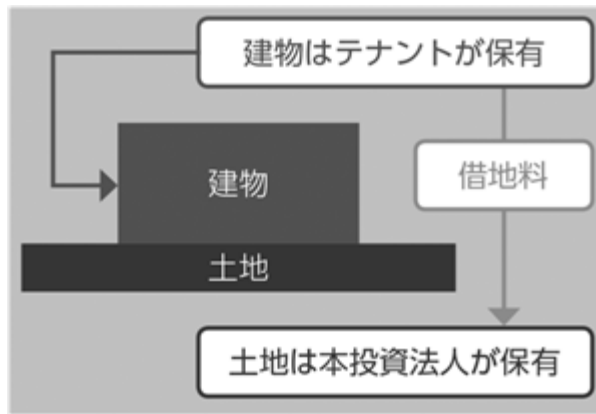 建物はテナントが保有
借地料
建物
土地
土地は本投資法人が保有